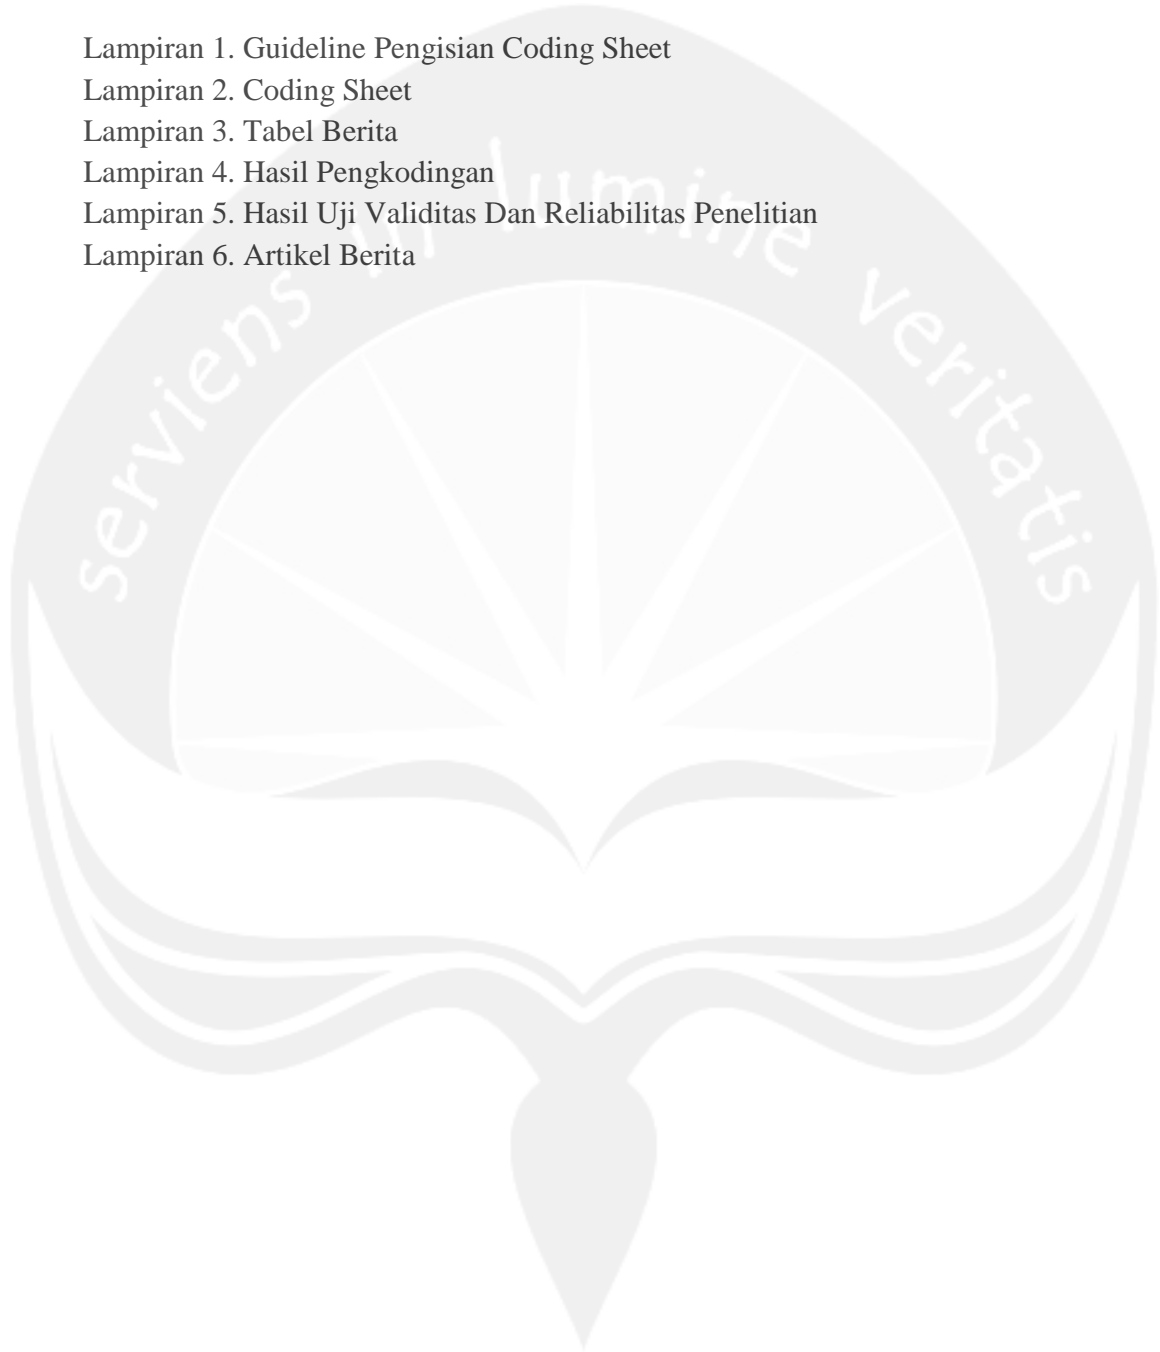 Lampiran 1. Guideline Pengisian Coding Sheet
Lampiran 2. Coding Sheet
Lampiran 3. Tabel Berita
Lampiran 4. Hasil Pengkodingan
Lampiran 5. Hasil Uji Validitas Dan Reliabilitas Penelitian
Lampiran 6. Artikel Berita
serviens in lumine veritatis